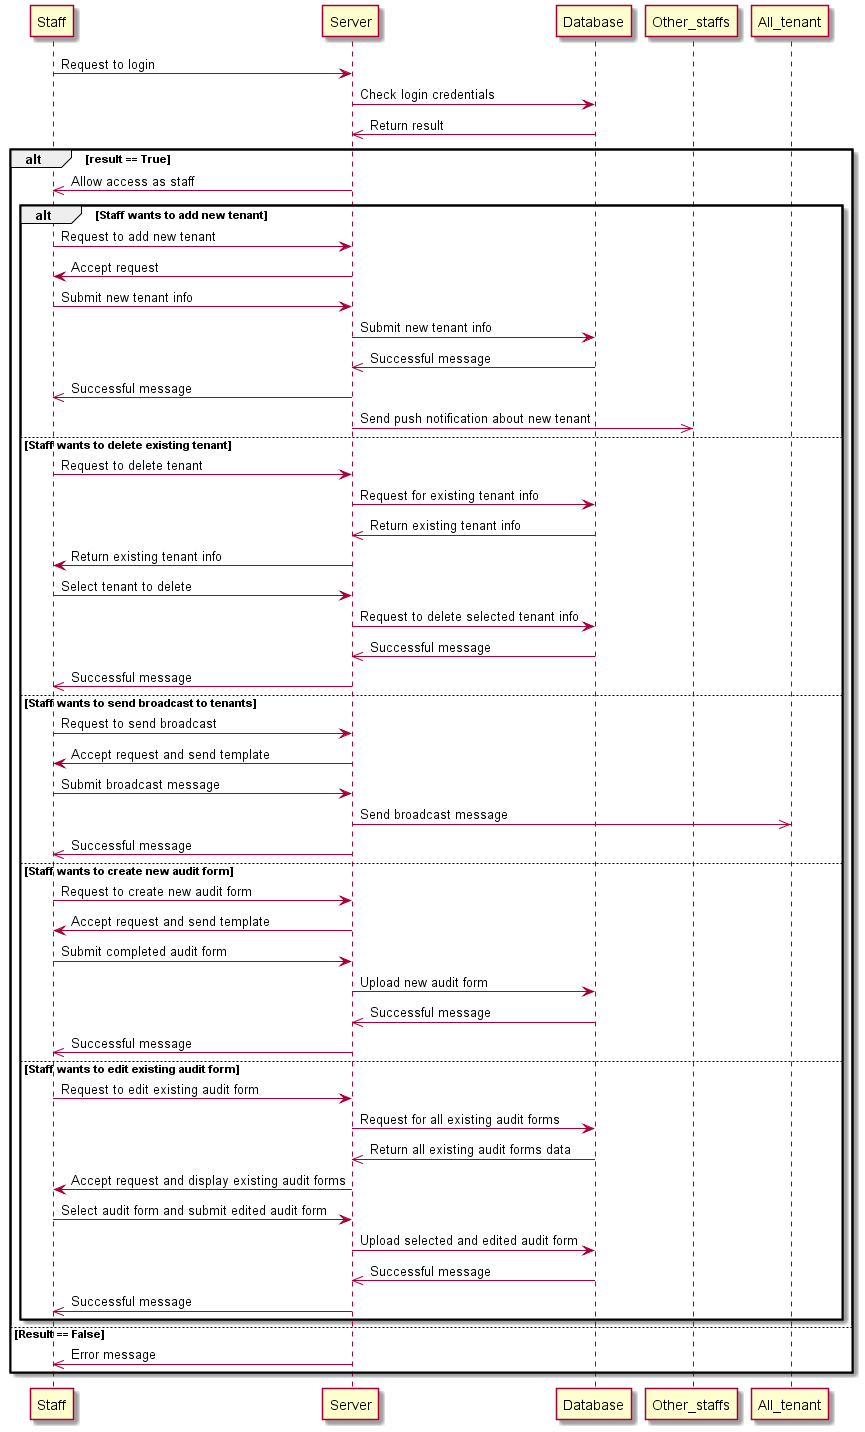 Staff Server Database Other_staffs All_tenant
Request to login
Check login credentials
Return result
alt [result == True]
Allow access as staff
alt [Staff wants to add new tenant]
Request to add new tenant
Accept request
Submit new tenant info
Submit new tenant info
Successful message
Successful message
Send push notification about new tenant
[Staff wants to delete existing tenant]
Request to delete tenant
Request for existing tenant info
Return existing tenant info
Return existing tenant info
Select tenant to delete
Request to delete selected tenant info
Successful message
Successful message
[Staff wants to send broadcast to tenants]
Request to send broadcast
Accept request and send template
Submit broadcast message
Send broadcast message
Successful message
[Staff wants to create new audit form]
Request to create new audit form
Accept request and send template
Submit completed audit form
Upload new audit form
Successful message
Successful message
[Staff wants to edit existing audit form]
Request to edit existing audit form
Request for all existing audit forms
Return all existing audit forms data
Accept request and display existing audit forms
Select audit form and submit edited audit form
Upload selected and edited audit form
Successful message
Successful message
[Result == False]
Error message
Staff Server Database Other_staffs All_tenant